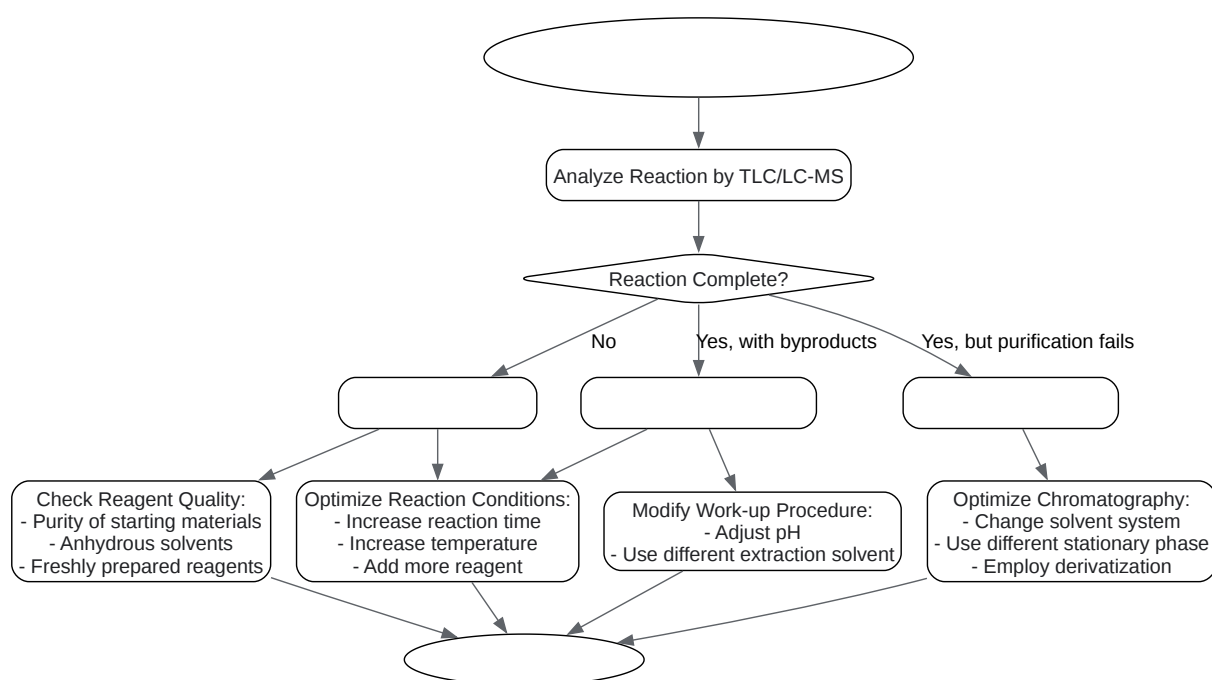 Analyze Reaction by TLC/LC-MS
Reaction Complete?
No
Yes, with byproducts
Yes, but purification fails
Check Reagent Quality:
- Purity of starting materials
- Anhydrous solvents
- Freshly prepared reagents
Optimize Reaction Conditions:
- Increase reaction time
- Increase temperature
- Add more reagent
Modify Work-up Procedure:
- Adjust pH
- Use different extraction solvent
Optimize Chromatography:
- Change solvent system
- Use different stationary phase
- Employ derivatization